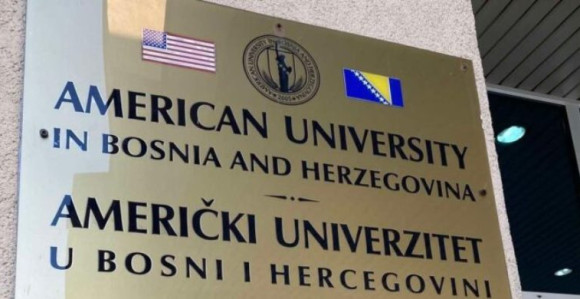 AMERICAN UNIVERSITY
IN BOSNIA AND HERZEGOVINA
AMERIČKI UNIVERZITET
U BOSNI I HERCEGOVINI